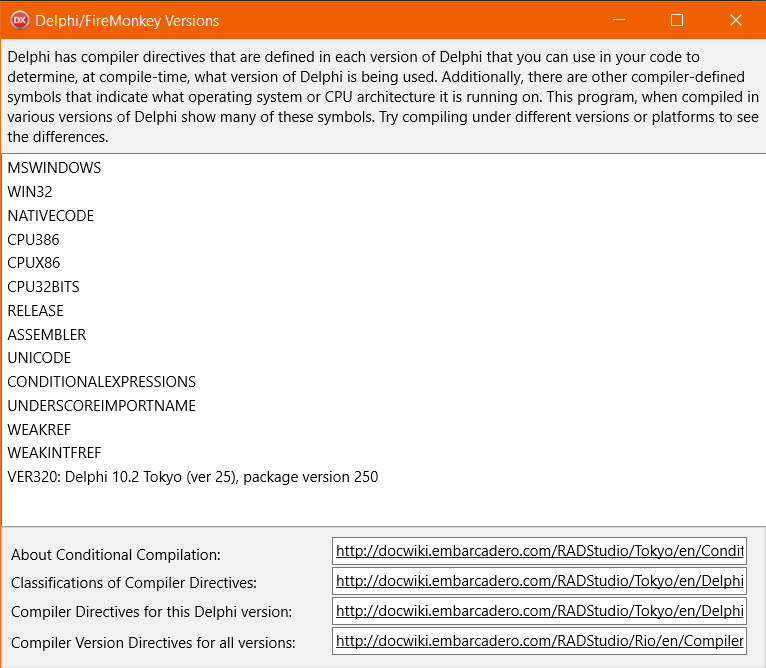 DX Delphi/FireMonkey Versions
Delphi has compiler directives that are defined in each version of Delphi that you can use in your code to
determine, at compile-time, what version of Delphi is being used. Additionally, there are other compiler-defined
symbols that indicate what operating system or CPU architecture it is running on. This program, when compiled in
various versions of Delphi show many of these symbols. Try compiling under different versions or platforms to see
the differences.
MSWINDOWS
WIN32
NATIVECODE
CPU386
CPUX86
CPU32BITS
RELEASE
ASSEMBLER
UNICODE
CONDITIONALEXPRESSIONS
UNDERSCOREIMPORTNAME
WEAKREF
WEAKINTFREF
VER320: Delphi 10.2 Tokyo (ver 25), package version 250
About Conditional Compilation: http://docwiki.embarcadero.com/RADStudio/Tokyo/en/Condit
Classifications of Compiler Directives: http://docwiki.embarcadero.com/RADStudio/Tokyo/en/Delphi
Compiler Directives for this Delphi version: http://docwiki.embarcadero.com/RADStudio/Tokyo/en/Delphi
Compiler Version Directives for all versions: http://docwiki.embarcadero.com/RADStudio/Rio/en/Compiler